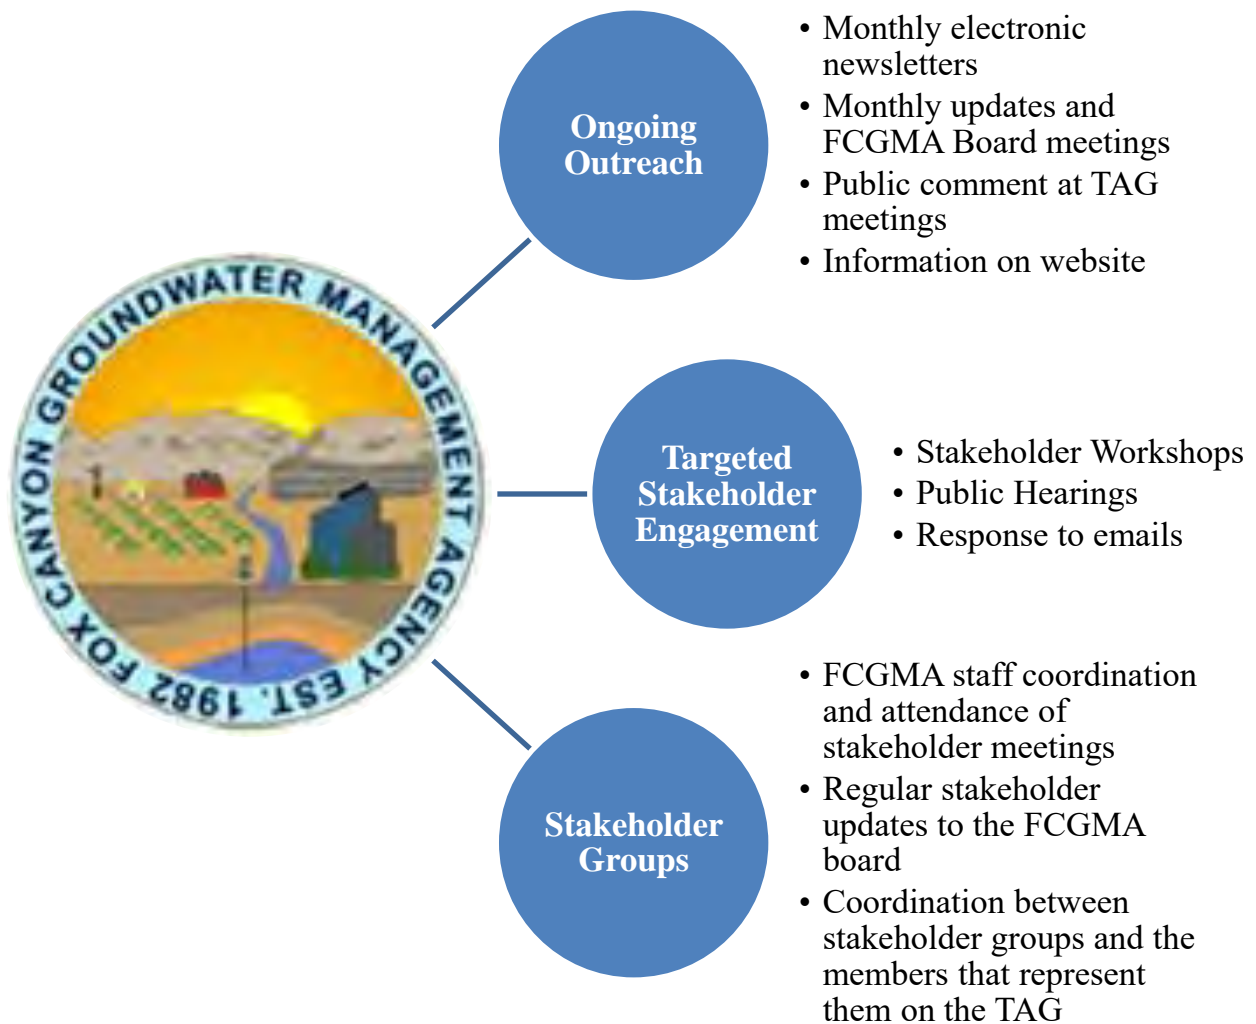 FOX CANYON GROUNDWATER MANAGEMENT AGENCY EST. 1982
Ongoing
Outreach
• Monthly electronic
newsletters
• Monthly updates and
FCGMA Board meetings
• Public comment at TAG
meetings
• Information on website
Targeted
Stakeholder
Engagement
• Stakeholder Workshops
• Public Hearings
• Response to emails
Stakeholder
Groups
• FCGMA staff coordination
and attendance of
stakeholder meetings
• Regular stakeholder
updates to the FCGMA
board
• Coordination between
stakeholder groups and the
members that represent
them on the TAG